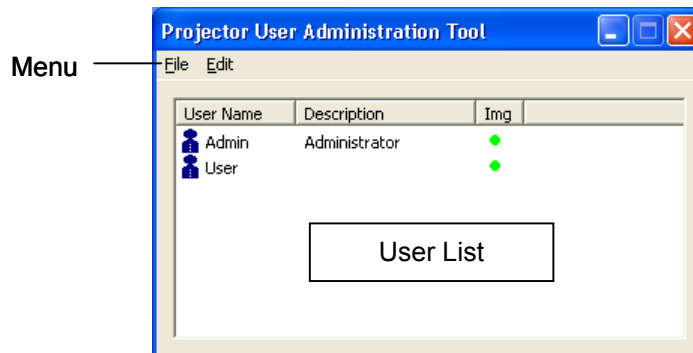 Projector User Administration Tool
Menu
File Edit
User Name Description Img
Admin Administrator
User
User List